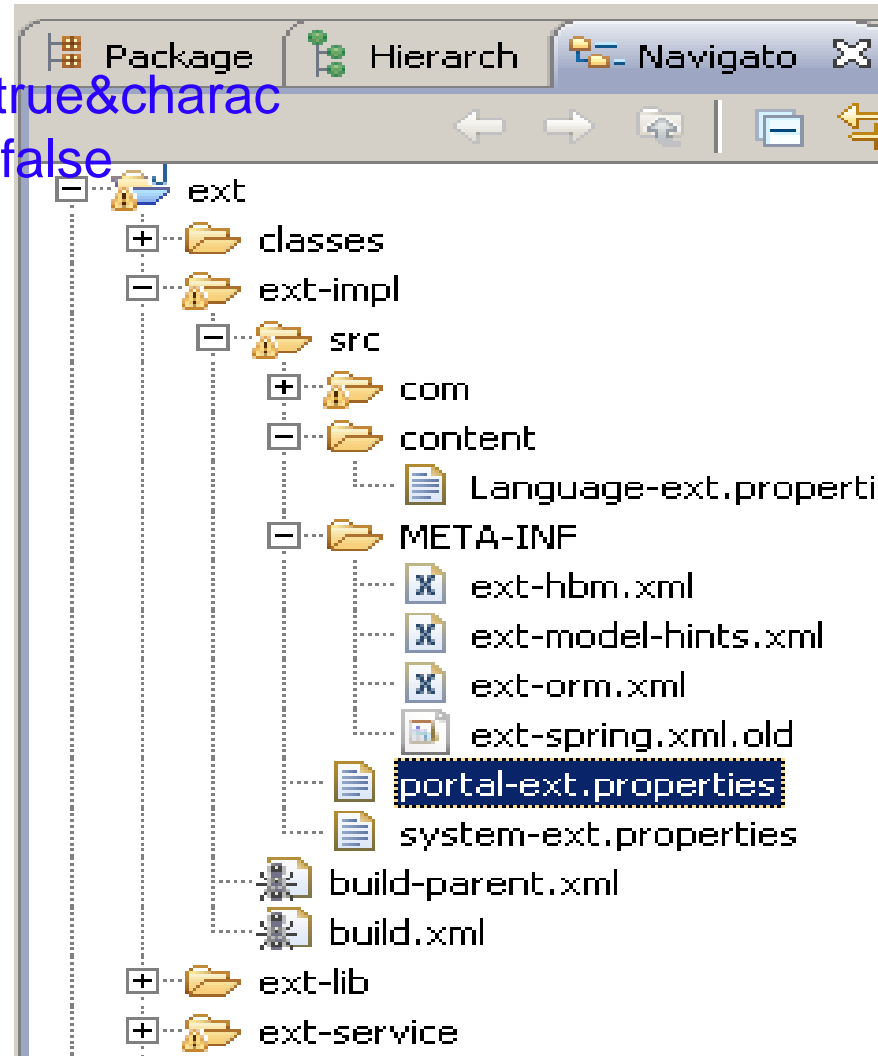 Package Hierarch Navigato
true&charac
false
ext
classes
ext-impl
src
com
content
Language-ext.properti
META-INF
ext-hbm.xml
ext-model-hints.xml
ext-orm.xml
ext-spring.xml.old
portal-ext.properties
system-ext.properties
build-parent.xml
build.xml
ext-lib
ext-service